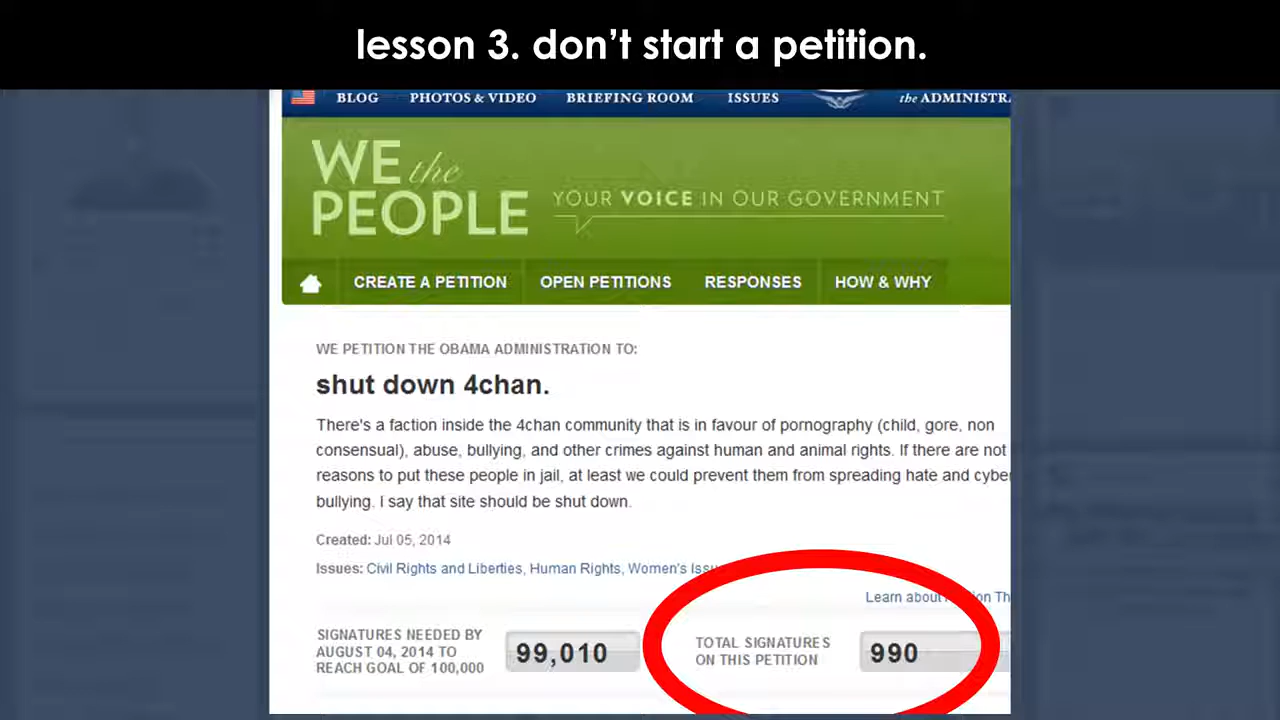 lesson 3. don't start a petition.
BLOG PHOTOS & VIDEO BRIEFING ROOM ISSUES the ADMINISTRA
WE the
PEOPLE
YOUR VOICE IN OUR GOVERNMENT
CREATE A PETITION OPEN PETITIONS RESPONSES HOW & WHY
WE PETITION THE OBAMA ADMINISTRATION TO:
shut down 4chan.
There's a faction inside the 4chan community that is in favour of pornography (child, gore, non
consensual), abuse, bullying, and other crimes against human and animal rights. If there are not
reasons to put these people in jail, at least we could prevent them from spreading hate and cyber
bullying. I say that site should be shut down.
Created: Jul 05, 2014
Issues: Civil Rights and Liberties, Human Rights, Women's Issu
Learn about Th
SIGNATURES NEEDED BY
AUGUST 04, 2014 TO
REACH GOAL OF 100,000
99,010
TOTAL SIGNATURES
ON THIS PETITION
990